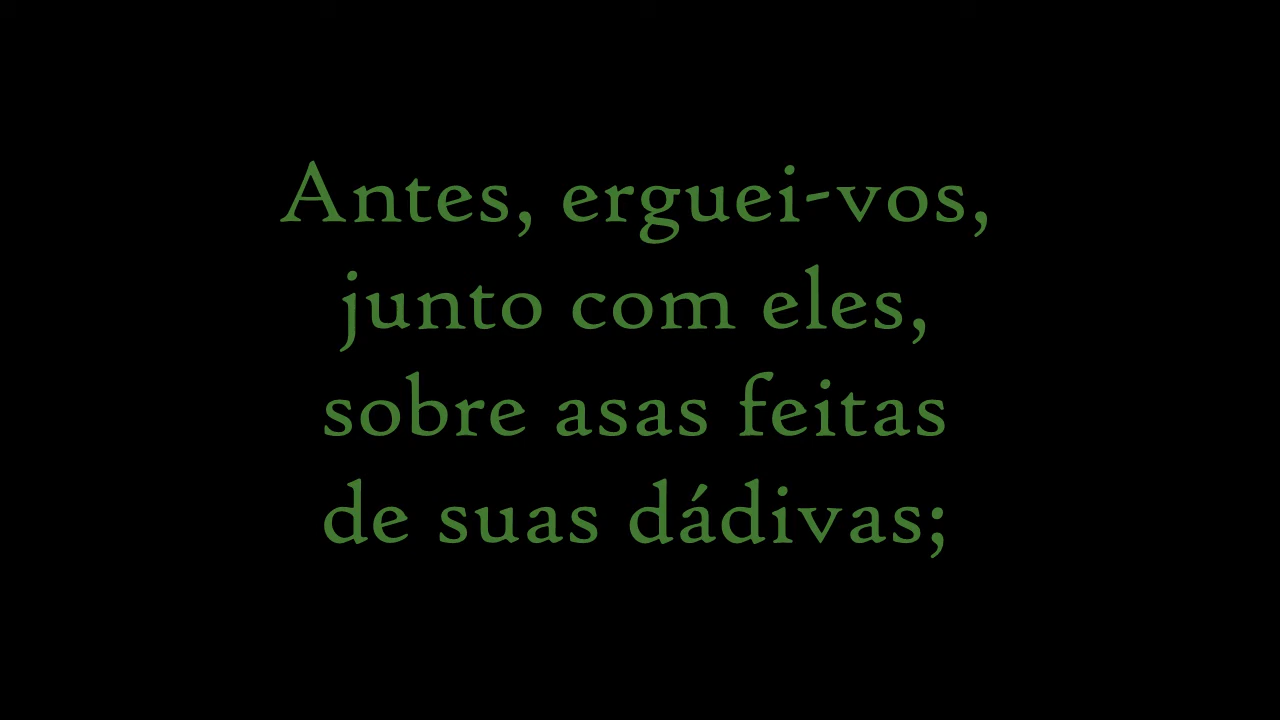 Antes, erguei-vos,
junto com eles,
sobre asas feitas
de suas dádivas;